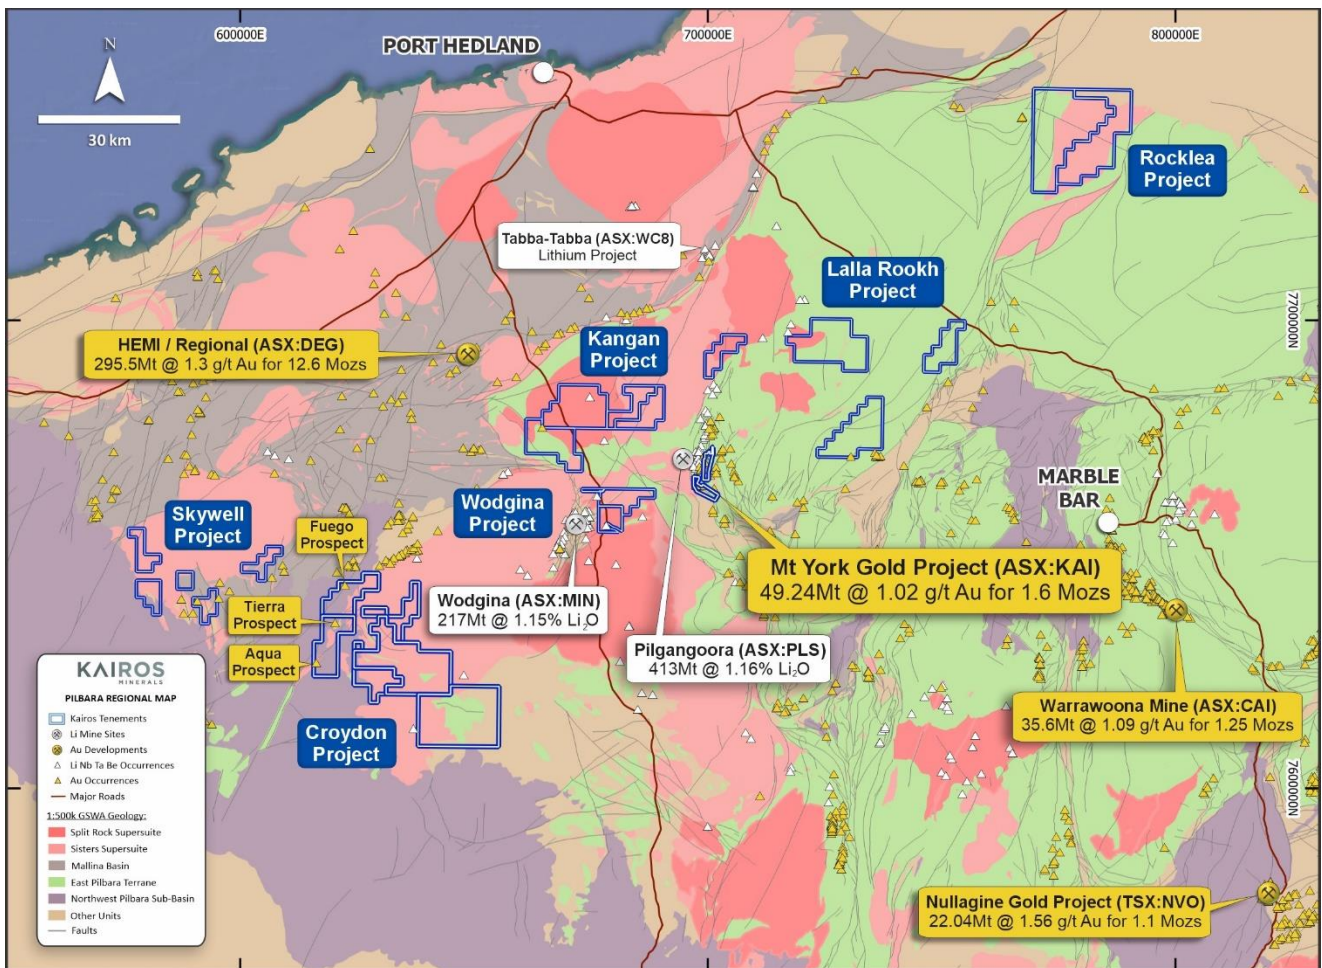 600000E
700000E
800000E
PORT HEDLAND
N
30 km
Rocklea
Project
Tabba-Tabba (ASX:WC8)
Lithium Project
Lalla Rookh
Project
7700000N
HEMI / Regional (ASX:DEG)
295.5Mt @ 1.3 g/t Au for 12.6 Mozs
Kangan
Project
MARBLE
BAR
Skywell
Project
Fuego
Prospect
Wodgina
Project
Mt York Gold Project (ASX:KAI)
49.24Mt @ 1.02 g/t Au for 1.6 Mozs
Wodgina (ASX:MIN)
217Mt @ 1.15% Li₂O
Tierra
Prospect
Aqua
Prospect
Pilgangoora (ASX:PLS)
413Mt @ 1.16% Li₂O
Warrawoona Mine (ASX:CAI)
35.6Mt @ 1.09 g/t Au for 1.25 Mozs
Croydon
Project
7600000N
Nullagine Gold Project (TSX:NVO)
22.04Mt @ 1.56 g/t Au for 1.1 Mozs
KAIROS
MINERALS
PILBARA REGIONAL MAP
Kairos Tenements
Li Mine Sites
Au Developments
Li Nb Ta Be Occurrences
Au Occurrences
Major Roads
1:500k GSWA Geology:
Split Rock Supersuite
Sisters Supersuite
Mallina Basin
East Pilbara Terrane
Northwest Pilbara Sub-Basin
Other Units
Faults